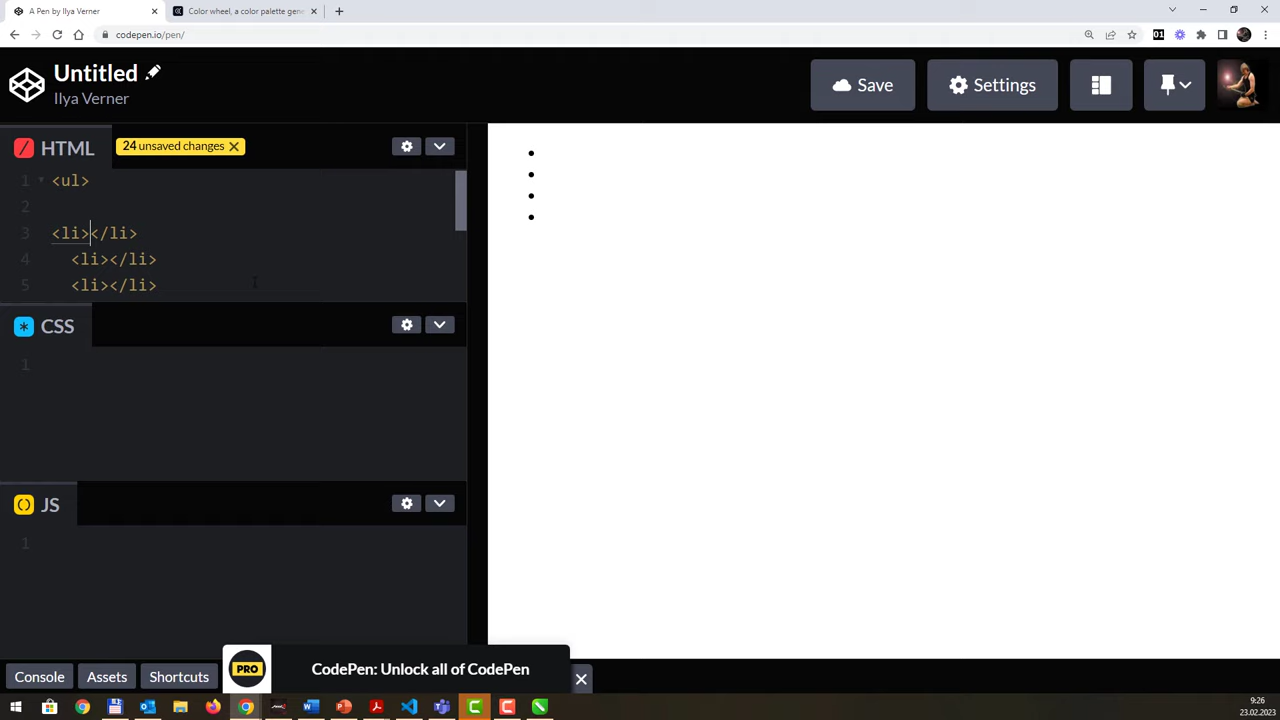 A Pen by Ilya Verner
Color wheel, a color palette gene
codepen.io/pen/
01
Untitled
Ilya Verner
Save
Settings
HTML
24 unsaved changes
1 <ul>
2
3 <li></li>
4 <li></li>
5 <li></li>
CSS
1
JS
1
Console
Assets
Shortcuts
PRO
CodePen: Unlock all of CodePen
9:26
23.02.2023